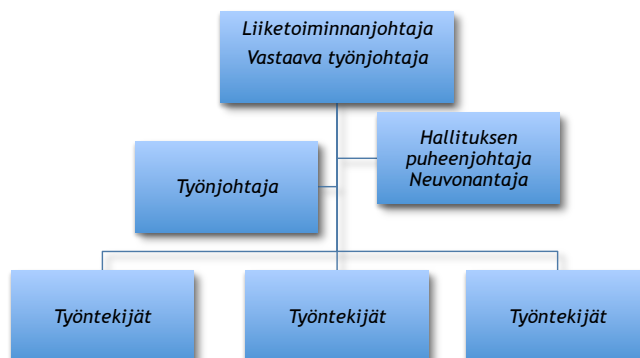 Liiketoiminnanjohtaja
Vastaava työnjohtaja
Hallituksen
puheenjohtaja
Neuvonantaja
Työnjohtaja
Työntekijät
Työntekijät
Työntekijät